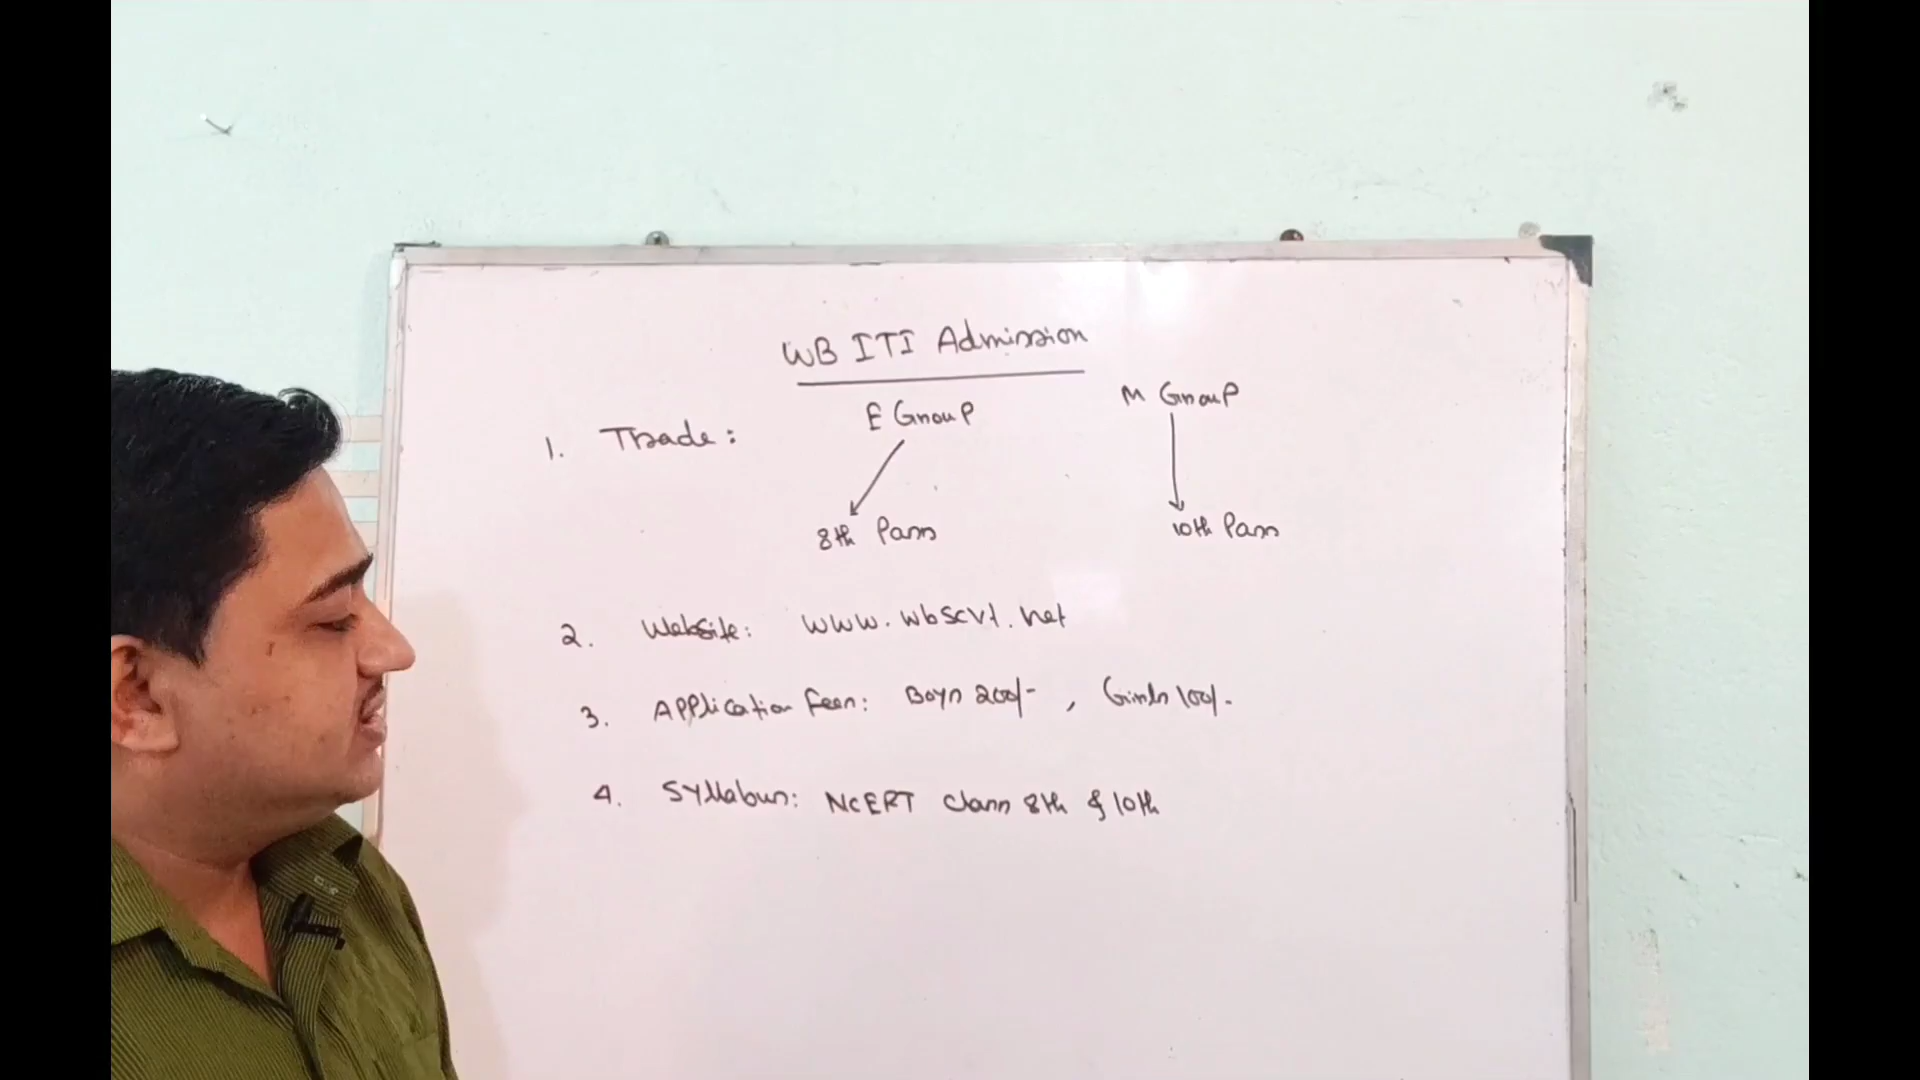 WB ITI Admission
1. Trade: E Group M Group
8th Pass 10th Pass
2. Website: www.wbscvt.net
3. Application fees: Boys 200/-, Girls 100/-
4. Syllabus: NCERT Class 8th & 10th